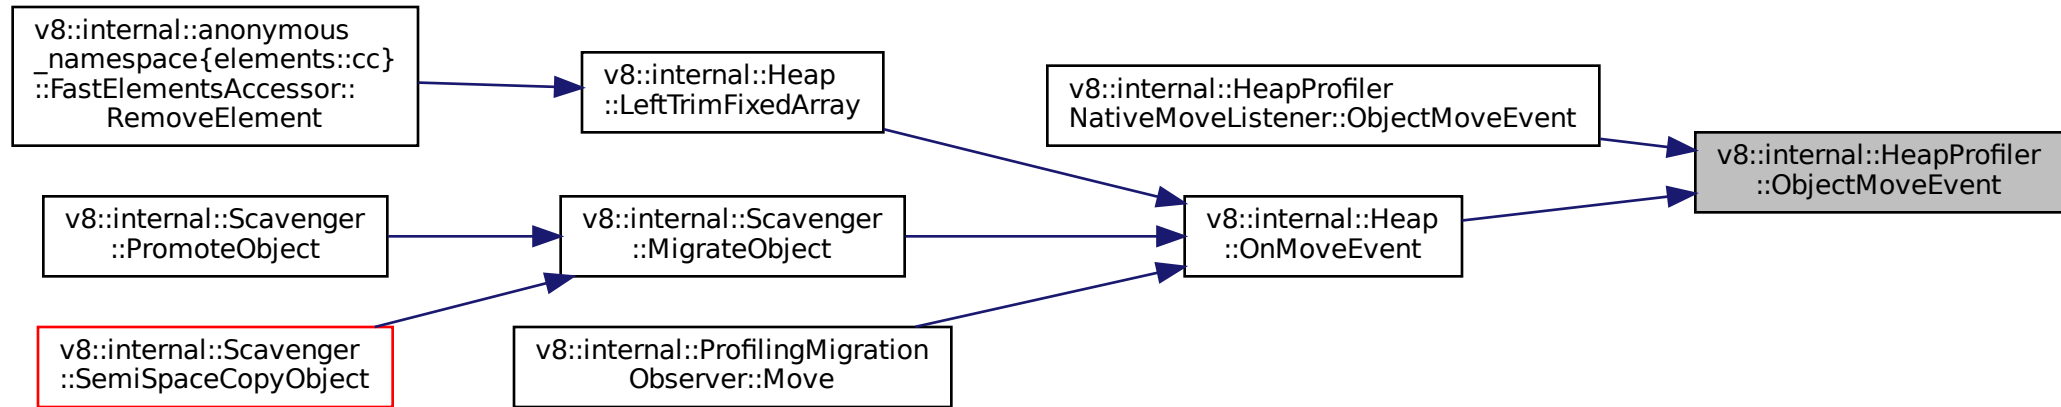 v8::internal::anonymous
_namespace{elements::cc}
::FastElementsAccessor::
RemoveElement
v8::internal::Heap
::LeftTrimFixedArray
v8::internal::HeapProfiler
NativeMoveListener::ObjectMoveEvent
v8::internal::HeapProfiler
::ObjectMoveEvent
v8::internal::Scavenger
::PromoteObject
v8::internal::Scavenger
::MigrateObject
v8::internal::Heap
::OnMoveEvent
v8::internal::Scavenger
::SemiSpaceCopyObject
v8::internal::ProfilingMigration
Observer::Move